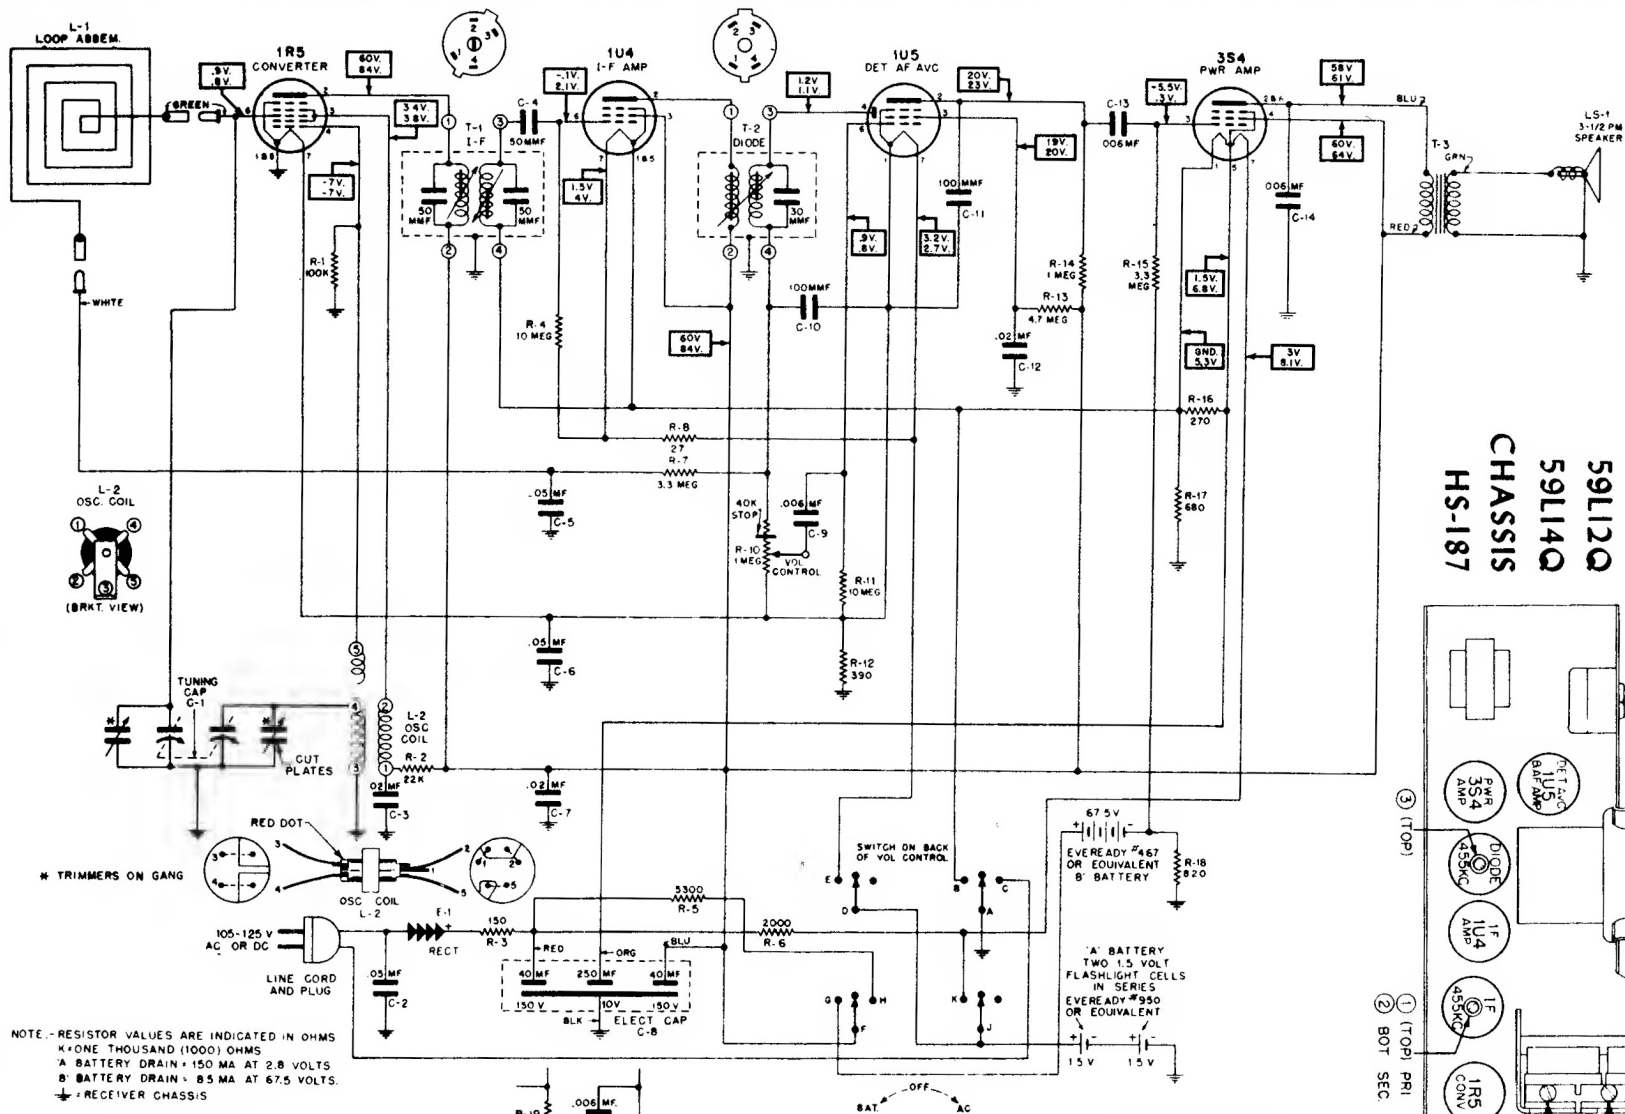 L-1
LOOP ASSEM.
GREEN
WHITE
.9V.
.8V.
1R5
CONVERTER
60V.
84V.
3.4V.
3.8V.
-7V.
-7V.
R-1
100K
T-1
I-F
50
MMF
50
MMF
C-4
50MMF
-.1V.
2.1V.
1U4
I-F AMP
1.5V
4V.
R-4
10 MEG
T-2
DIODE
30
MMF
1.2V
1.1V.
1U5
DET AF AVC
20V.
23V.
100 MMF
C-11
.9V.
.8V.
3.2V.
2.7V.
19V.
20V.
60V
84V.
100MMF
C-10
C-13
.006MF
R-14
1 MEG
R-13
4.7 MEG
.02 MF
C-12
R-15
3.3
MEG
-5.5V.
.3V.
3S4
PWR AMP
58V
61V.
60V.
64V.
.006 MF
C-14
1.5V.
6.8V.
GND.
5.3V
3V
8.1V.
BLU
RED
T-3
GRN
LS-1
3-1/2 PM
SPEAKER
R-16
270
R-17
680
R-8
27
R-7
3.3 MEG
.05 MF
C-5
40K
STOP
R-10
1 MEG
VOL
CONTROL
.006 MF
C-9
R-11
10 MEG
R-12
390
.05 MF
C-6
L-2
OSC. COIL
1
2
3
4
5
(BRKT. VIEW)
TUNING
CAP
C-1
CUT
PLATES
L-2
OSC
COIL
R-2
22K
.02 MF
C-3
.02 MF
C-7
RED DOT
* TRIMMERS ON GANG
OSC COIL
L-2
105-125 V
AC OR DC
LINE CORD
AND PLUG
E-1
RECT
.05 MF
C-2
150
R-3
RED
ORG
BLU
40 MF
250 MF
40 MF
150 V
10V
150 V
BLK
ELECT CAP
C-8
5300
R-5
2000
R-6
SWITCH ON BACK
OF VOL CONTROL
E
D
B
C
A
G
H
F
K
J
67.5V
EVEREADY #467
OR EQUIVALENT
'B' BATTERY
R-18
820
'A' BATTERY
TWO 1.5 VOLT
FLASHLIGHT CELLS
IN SERIES
EVEREADY #950
OR EQUIVALENT
1.5 V
1.5 V
OFF
BAT.
AC
R-19
.006 MF.
NOTE.- RESISTOR VALUES ARE INDICATED IN OHMS
K=ONE THOUSAND (1000) OHMS
'A' BATTERY DRAIN = 150 MA AT 2.8 VOLTS
'B' BATTERY DRAIN = 85 MA AT 67.5 VOLTS.
= RECEIVER CHASSIS
59L12Q
59L14Q
CHASSIS
HS-187
DET AVC
1U5
BAF AMP
PWR
3S4
AMP
3 (TOP)
DIODE
455KC
IF
1U4
AMP
IF
455KC
1 (TOP) PRI
2 BOT SEC
1R5
CONV